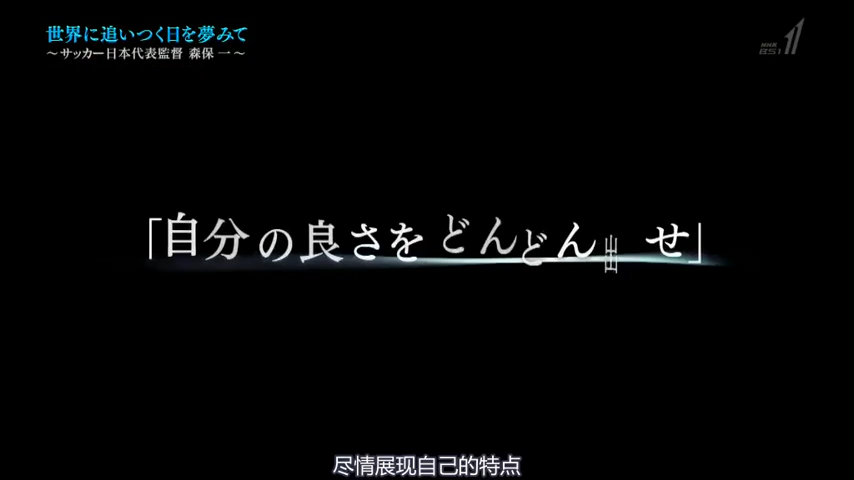 世界に追いつく日を夢みて
～サッカー日本代表監督 森保 一～
NHK
BS1
「自分の良さをどんどん出せ」
尽情展现自己的特点